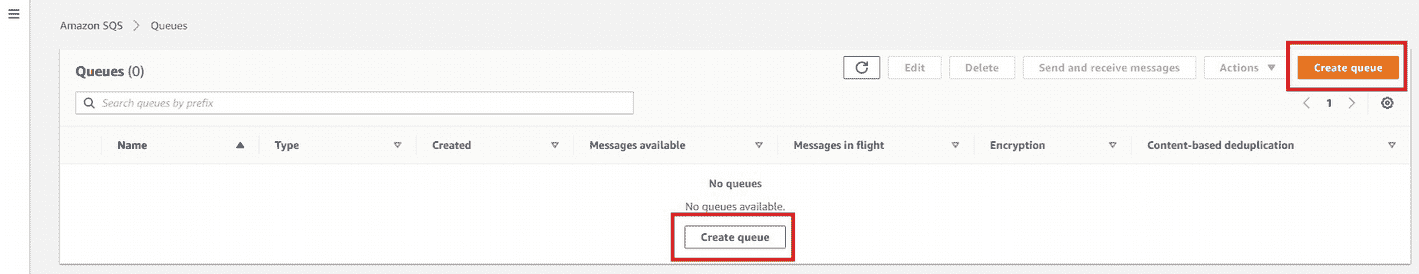 Amazon SQS > Queues
Queues (0) Edit Delete Send and receive messages Actions Create queue
Search queues by prefix 1
Name Type Created Messages available Messages in flight Encryption Content-based deduplication
No queues
No queues available.
Create queue